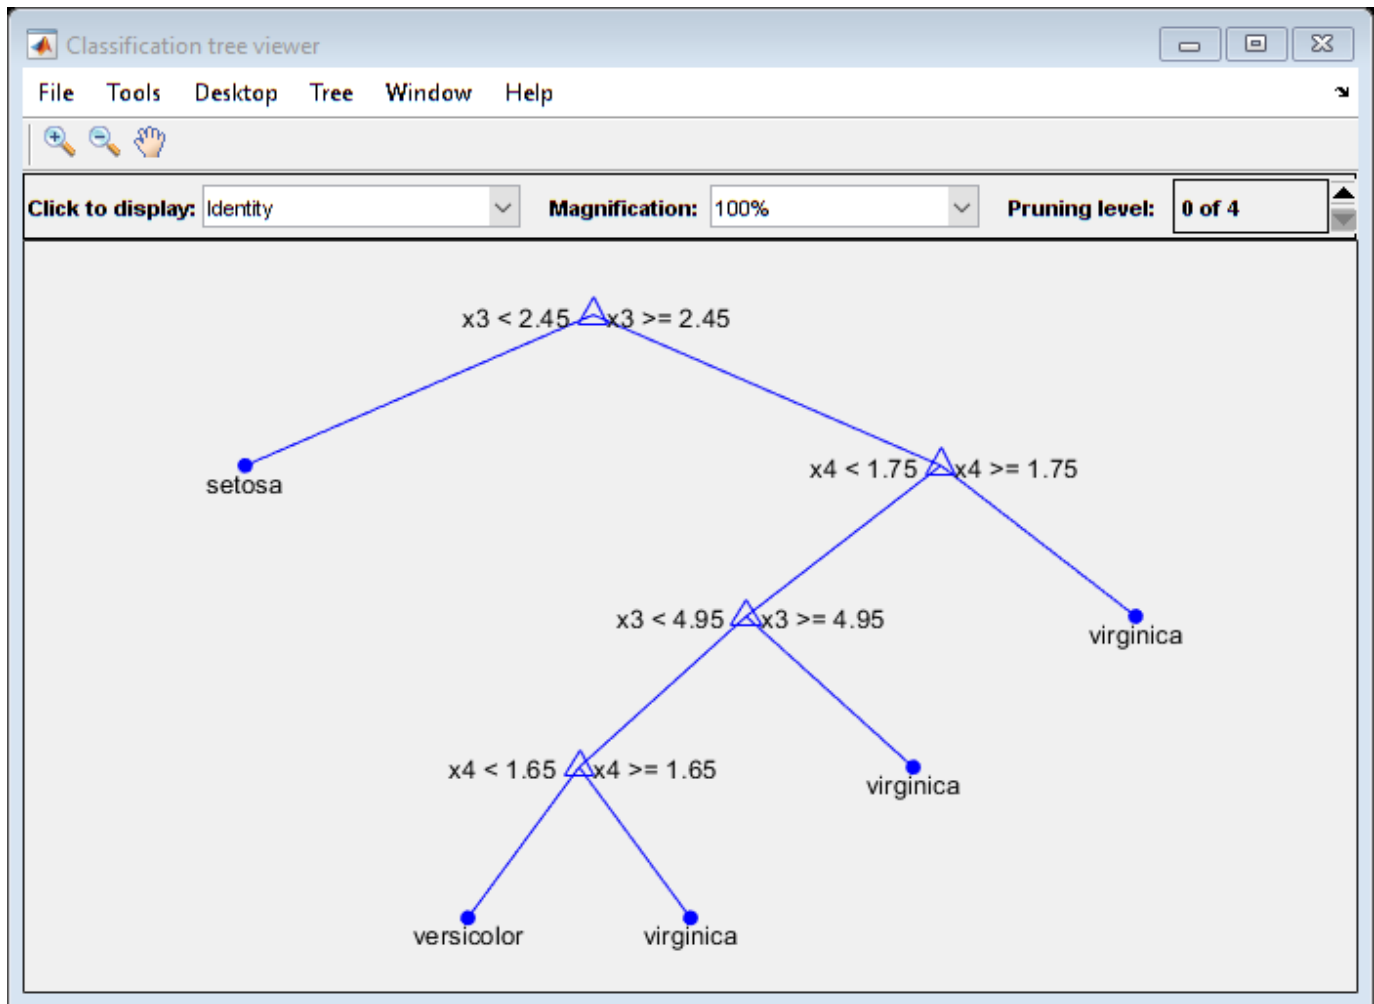 Classification tree viewer
File Tools Desktop Tree Window Help
Click to display: Identity Magnification: 100% Pruning level: 0 of 4
x3 < 2.45 x3 >= 2.45
x4 < 1.75 x4 >= 1.75
setosa
x3 < 4.95 x3 >= 4.95
virginica
x4 < 1.65 x4 >= 1.65
virginica
versicolor virginica